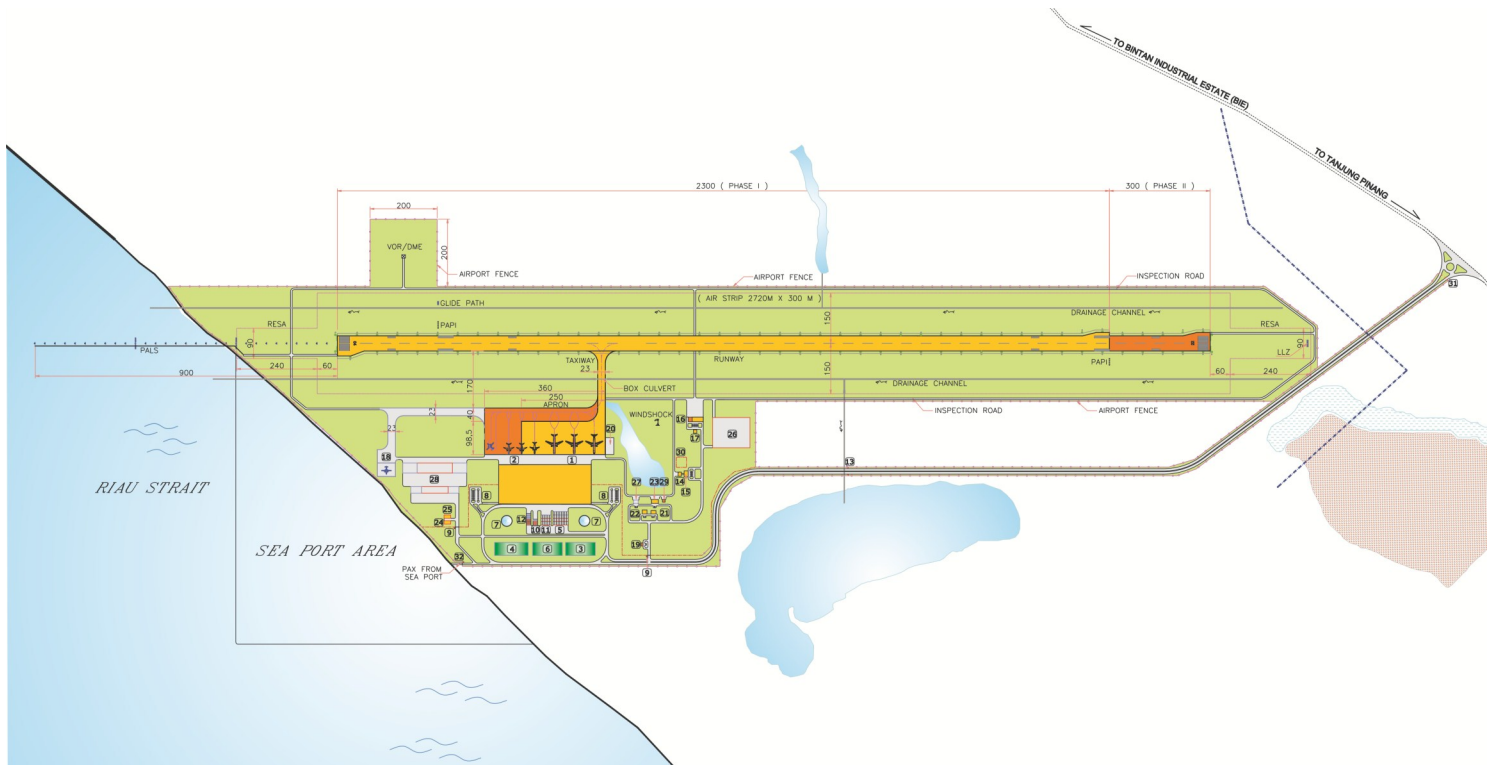 TO BINTAN INDUSTRIAL ESTATE (BIE)
TO TANJUNG PINANG
2300 ( PHASE I )
300 ( PHASE II )
200
200
VOR/DME
AIRPORT FENCE
AIRPORT FENCE
INSPECTION ROAD
31
( AIR STRIP 2720M X 300 M )
GLIDE PATH
DRAINAGE CHANNEL
150
RESA
PAPI
RESA
90
90
PALS
LLZ
TAXIWAY
RUNWAY
PAPI
240
60
60
240
900
23
170
150
360
BOX CULVERT
DRAINAGE CHANNEL
250
APRON
INSPECTION ROAD
AIRPORT FENCE
23
40
WINDSHOCK
16
23
20
17
26
98,5
18
2
1
30
13
28
14
15
27
23
29
RIAU STRAIT
8
8
25
22
21
24
7
12
10
11
5
7
9
19
SEA PORT AREA
4
6
3
32
PAX FROM
SEA PORT
9